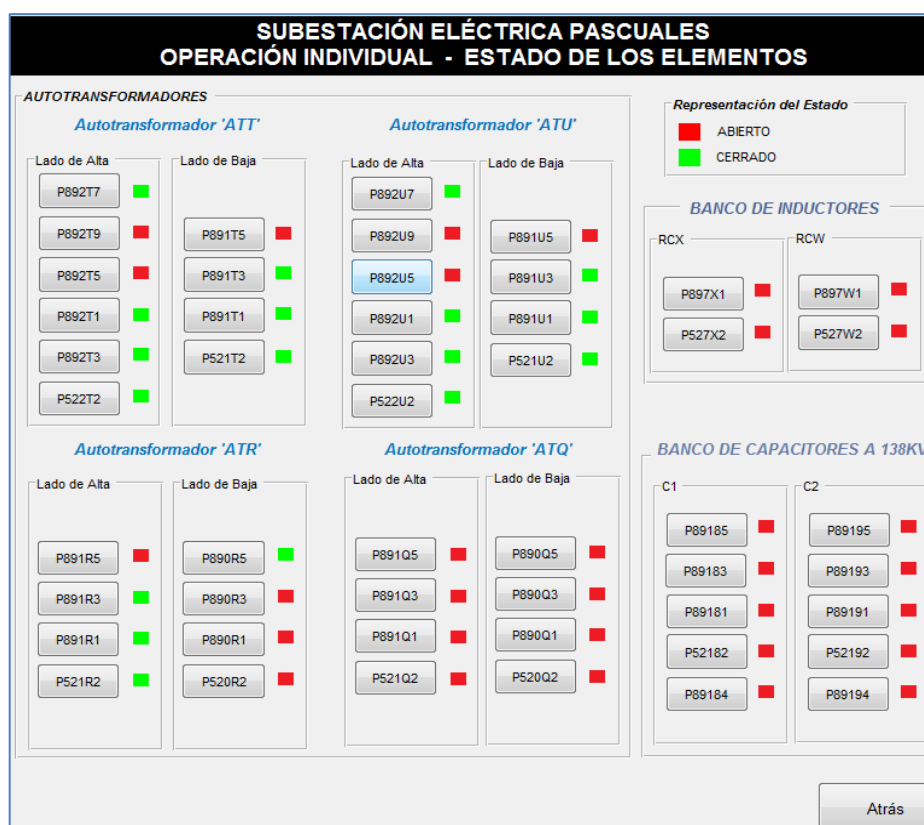 SUBESTACIÓN ELÉCTRICA PASCUALES
OPERACIÓN INDIVIDUAL - ESTADO DE LOS ELEMENTOS
AUTOTRANSFORMADORES
Autotransformador 'ATT'
Lado de Alta
P892T7
P892T9
P892T5
P892T1
P892T3
P522T2
Lado de Baja
P891T5
P891T3
P891T1
P521T2
Autotransformador 'ATU'
Lado de Alta
P892U7
P892U9
P892U5
P892U1
P892U3
P522U2
Lado de Baja
P891U5
P891U3
P891U1
P521U2
Autotransformador 'ATR'
Lado de Alta
P891R5
P891R3
P891R1
P521R2
Lado de Baja
P890R5
P890R3
P890R1
P520R2
Autotransformador 'ATQ'
Lado de Alta
P891Q5
P891Q3
P891Q1
P521Q2
Lado de Baja
P890Q5
P890Q3
P890Q1
P520Q2
Representación del Estado
ABIERTO
CERRADO
BANCO DE INDUCTORES
RCX
P897X1
P527X2
RCW
P897W1
P527W2
BANCO DE CAPACITORES A 138KV
C1
P89185
P89183
P89181
P52182
P89184
C2
P89195
P89193
P89191
P52192
P89194
Atrás